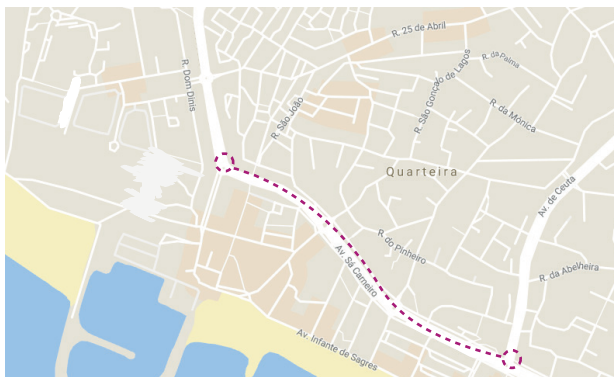 R. 25 de Abril
R. da Palma
R. Dom Dinis
R. São Gonçalo de Lagos
R. São João
R. da Mónica
Quarteira
Av. de Ceuta
R. do Pinheiro
Av. Sá Carneiro
R. da Abelheira
Av. Infante de Sagres